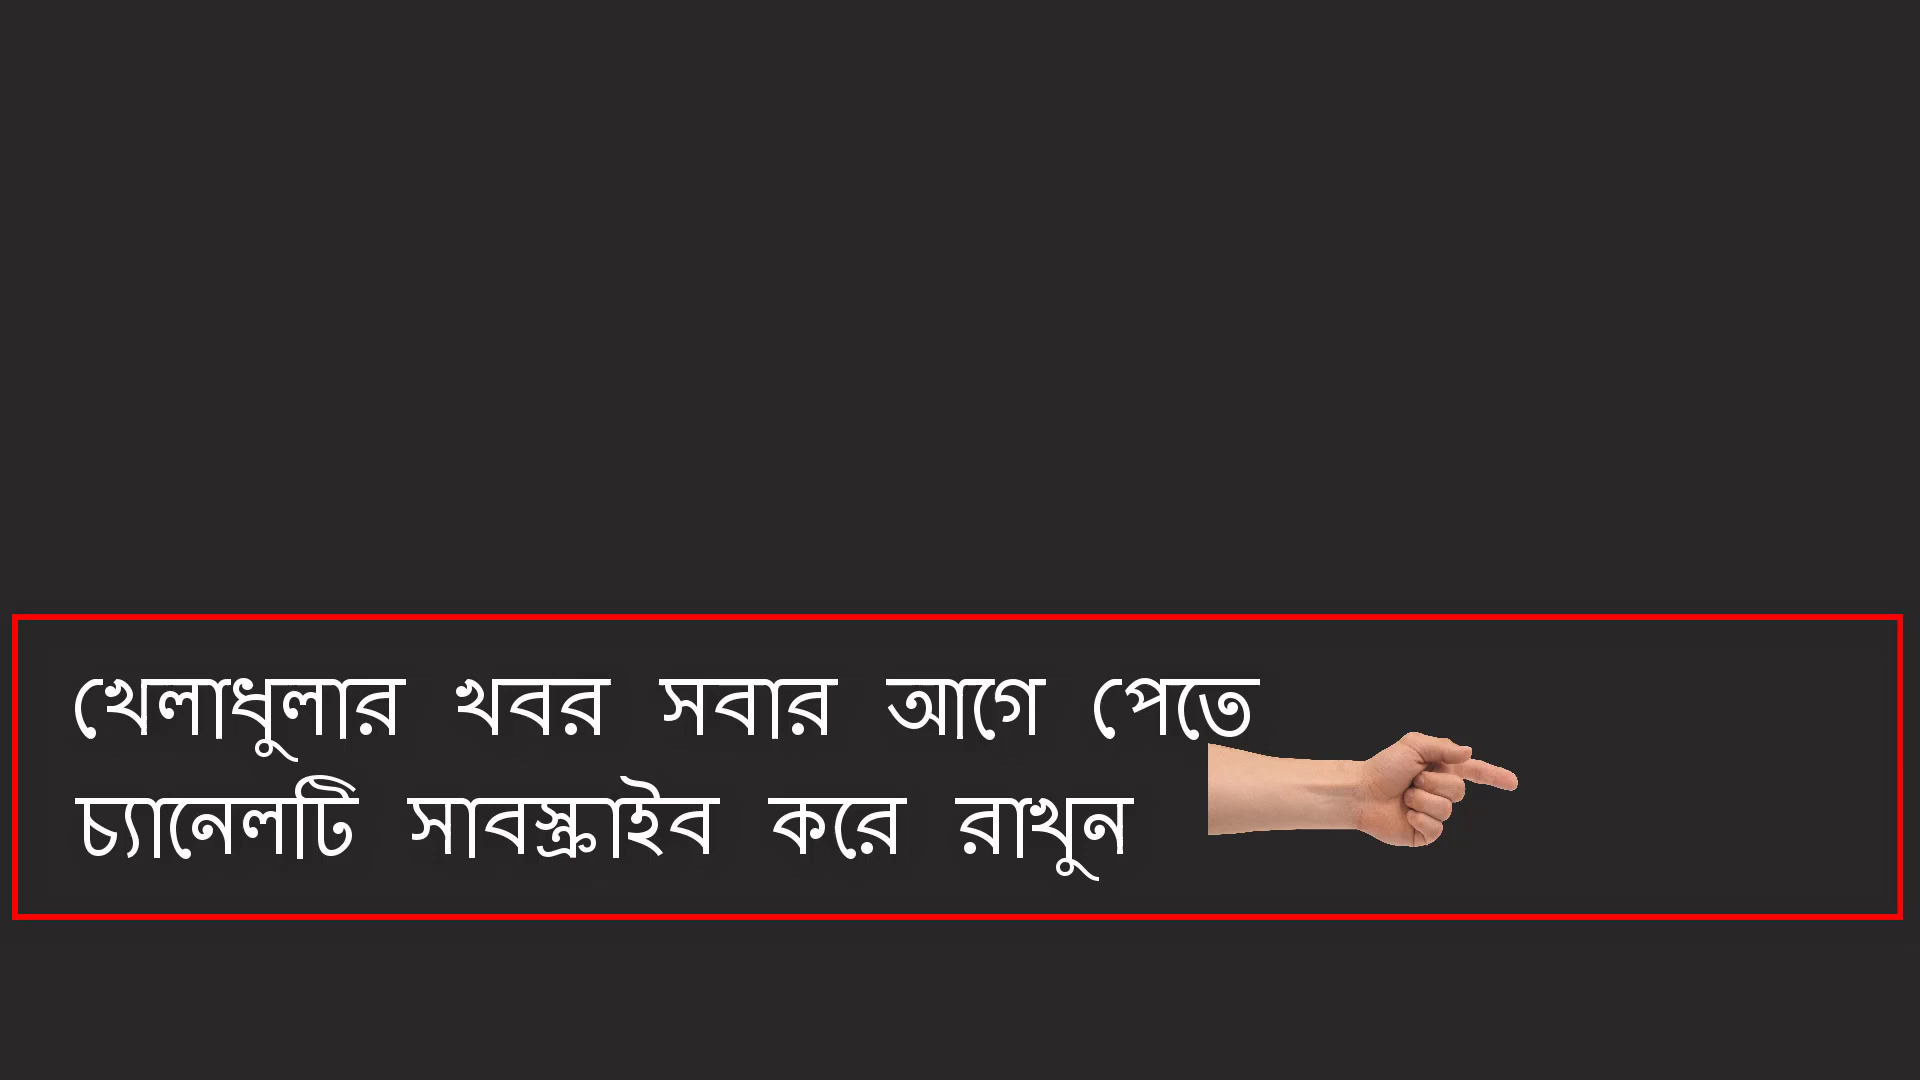 খেলাধুলার খবর সবার আগে পেতে
চ্যানেলটি সাবস্ক্রাইব করে রাখুন